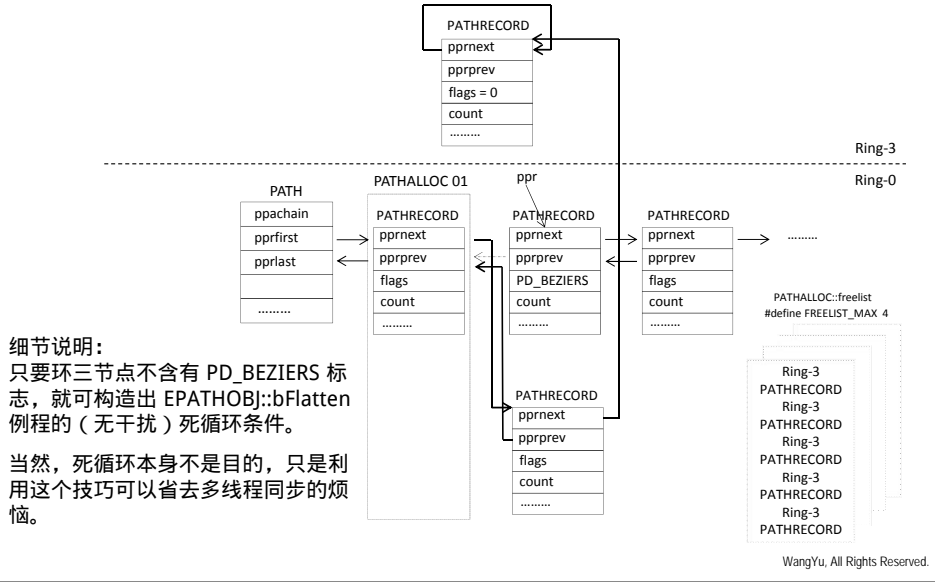 PATHRECORD
pprnext
pprprev
flags = 0
count
………
Ring-3
Ring-0
PATH
ppachain
pprfirst
pprlast
………
PATHALLOC 01
PATHRECORD
pprnext
pprprev
flags
count
………
ppr
PATHRECORD
pprnext
pprprev
PD_BEZIERS
count
………
PATHRECORD
pprnext
pprprev
flags
count
………
………
PATHRECORD
pprnext
pprprev
flags
count
………
PATHALLOC::freelist
#define FREELIST_MAX 4
Ring-3
PATHRECORD
Ring-3
PATHRECORD
Ring-3
PATHRECORD
Ring-3
PATHRECORD
Ring-3
PATHRECORD
细节说明：
只要环三节点不含有 PD_BEZIERS 标
志，就可构造出 EPATHOBJ::bFlatten
例程的（无干扰）死循环条件。
当然，死循环本身不是目的，只是利
用这个技巧可以省去多线程同步的烦
恼。
WangYu, All Rights Reserved.